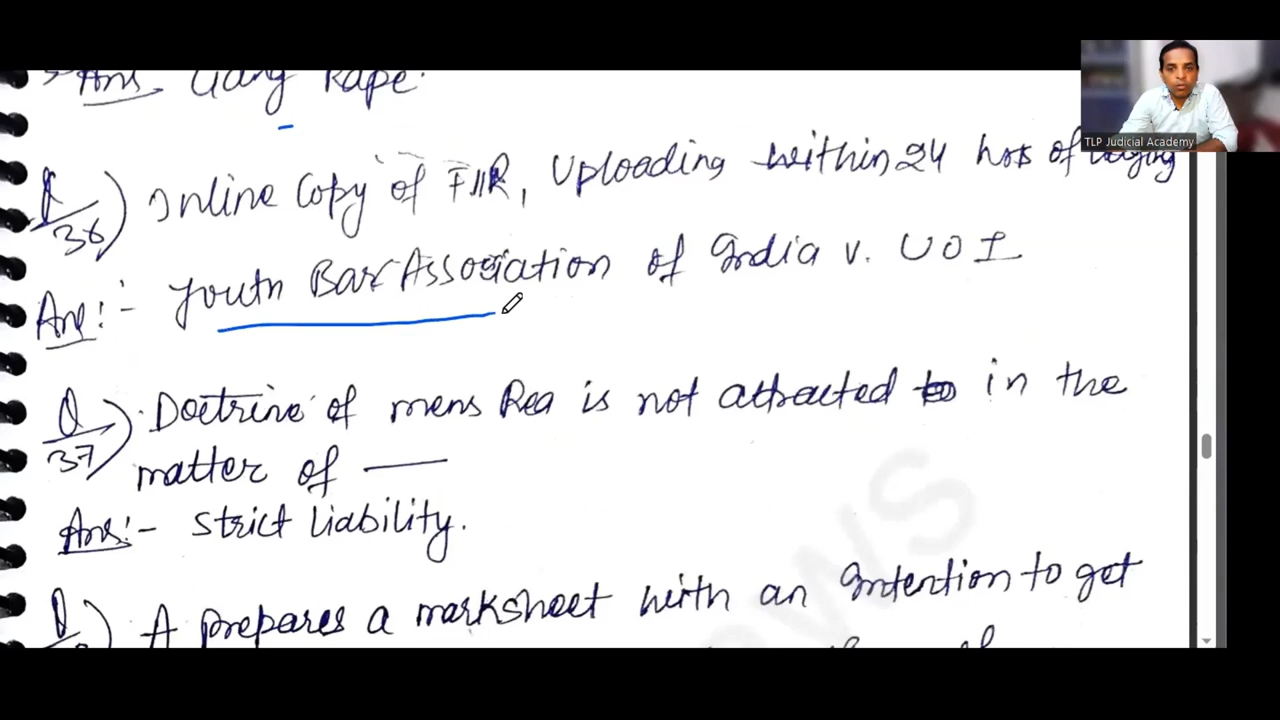 Ans. Gang Rape.
TLP Judicial Academy
Q 36) Online Copy of FIR, Uploading within 24 hrs of
Ans:- Youth Bar Association of India v. UOI
Q 37) Doctrine of mens Rea is not attracted in the
matter of —
Ans:- Strict Liability.
Q A prepares a marksheet with an Intention to get